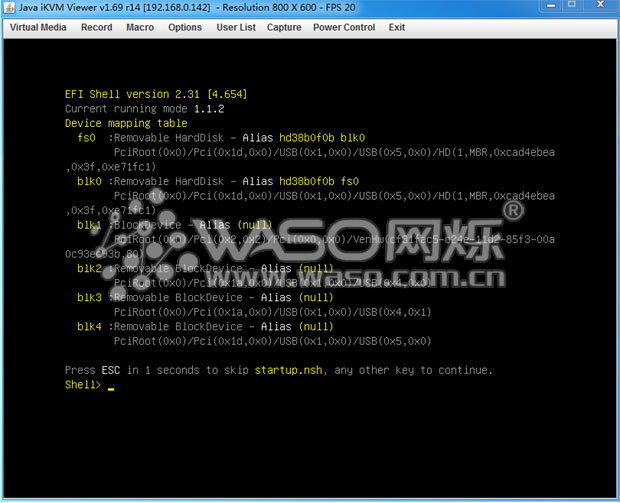 Java iKVM Viewer v1.69 r14 [192.168.0.142] - Resolution 800 X 600 - FPS 20
Virtual Media Record Macro Options User List Capture Power Control Exit
EFI Shell version 2.31 [4.654]
Current running mode 1.1.2
Device mapping table
fs0 :Removable HardDisk - Alias hd38b0f0b blk0
PciRoot(0x0)/Pci(0x1d,0x0)/USB(0x1,0x0)/USB(0x5,0x0)/HD(1,MBR,0xcad4ebea
,0x3f,0xe71fc1)
blk0 :Removable HardDisk - Alias hd38b0f0b fs0
PciRoot(0x0)/Pci(0x1d,0x0)/USB(0x1,0x0)/USB(0x5,0x0)/HD(1,MBR,0xcad4ebea
,0x3f,0xe71fc1)
blk1 :BlockDevice - Alias (null)
PciRoot(0x0)/Pci(0x2,0x2)/Pci(0x0,0x0)/VenHw(cf31fac5-c24e-11d2-85f3-00a
0c93ec93b,80)
WASO 网烁®
www.waso.com.cn
blk2 :Removable BlockDevice - Alias (null)
PciRoot(0x0)/Pci(0x1a,0x0)/USB(0x1,0x0)/USB(0x4,0x0)
blk3 :Removable BlockDevice - Alias (null)
PciRoot(0x0)/Pci(0x1a,0x0)/USB(0x1,0x0)/USB(0x4,0x1)
blk4 :Removable BlockDevice - Alias (null)
PciRoot(0x0)/Pci(0x1d,0x0)/USB(0x1,0x0)/USB(0x5,0x0)
Press ESC in 1 seconds to skip startup.nsh, any other key to continue.
Shell> _